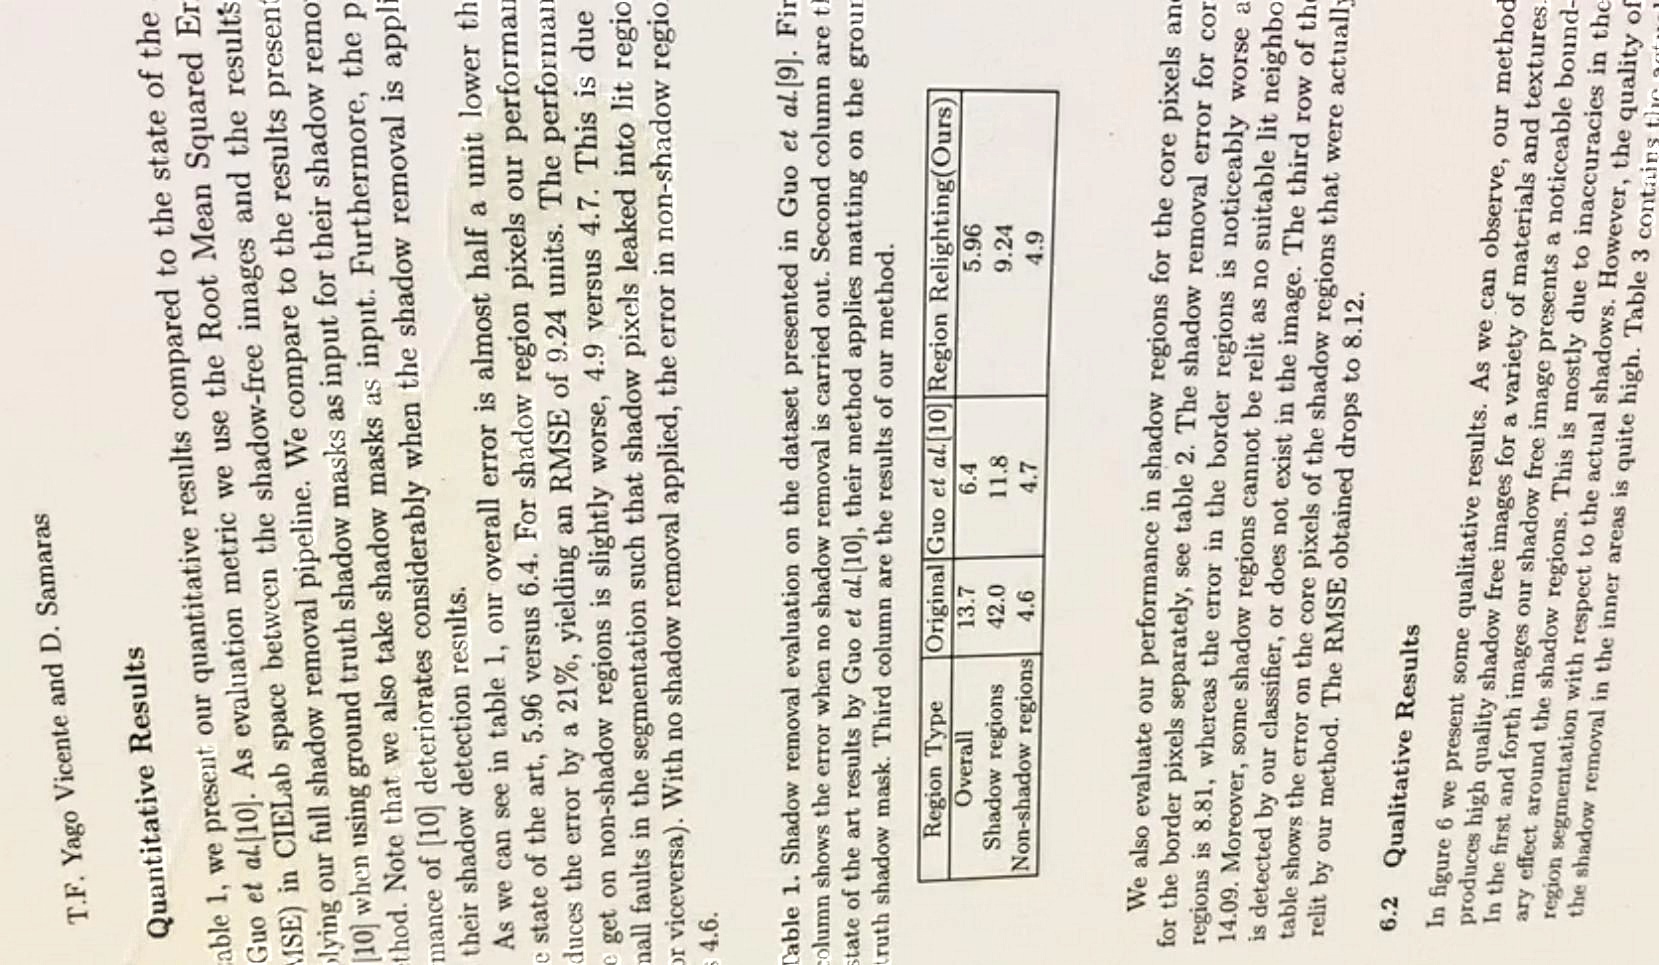 T.F. Yago Vicente and D. Samaras
Quantitative Results
able 1, we present our quantitative results compared to the state of the
Guo et al.[10]. As evaluation metric we use the Root Mean Squared Er
MSE) in CIELab space between the shadow-free images and the results
lying our full shadow removal pipeline. We compare to the results present
[10] when using ground truth shadow masks as input for their shadow remo
thod. Note that we also take shadow masks as input. Furthermore, the p
mance of [10] deteriorates considerably when the shadow removal is appli
their shadow detection results.
As we can see in table 1, our overall error is almost half a unit lower th
e state of the art, 5.96 versus 6.4. For shadow region pixels our performan
duces the error by a 21%, yielding an RMSE of 9.24 units. The performan
e get on non-shadow regions is slightly worse, 4.9 versus 4.7. This is due
mall faults in the segmentation such that shadow pixels leaked into lit regio
or viceversa). With no shadow removal applied, the error in non-shadow regio
s 4.6.
Table 1. Shadow removal evaluation on the dataset presented in Guo et al.[9]. Fir
column shows the error when no shadow removal is carried out. Second column are t
state of the art results by Guo et al.[10], their method applies matting on the groun
truth shadow mask. Third column are the results of our method.
Region Type Original Guo et al.[10] Region Relighting(Ours)
Overall 13.7 6.4 5.96
Shadow regions 42.0 11.8 9.24
Non-shadow regions 4.6 4.7 4.9
We also evaluate our performance in shadow regions for the core pixels and
for the border pixels separately, see table 2. The shadow removal error for cor
regions is 8.81, whereas the error in the border regions is noticeably worse a
14.09. Moreover, some shadow regions cannot be relit as no suitable lit neighbo
is detected by our classifier, or does not exist in the image. The third row of the
table shows the error on the core pixels of the shadow regions that were actually
relit by our method. The RMSE obtained drops to 8.12.
6.2 Qualitative Results
In figure 6 we present some qualitative results. As we can observe, our method
produces high quality shadow free images for a variety of materials and textures.
In the first and forth images our shadow free image presents a noticeable bound-
ary effect around the shadow regions. This is mostly due to inaccuracies in the
region segmentation with respect to the actual shadows. However, the quality of
the shadow removal in the inner areas is quite high. Table 3 contains the